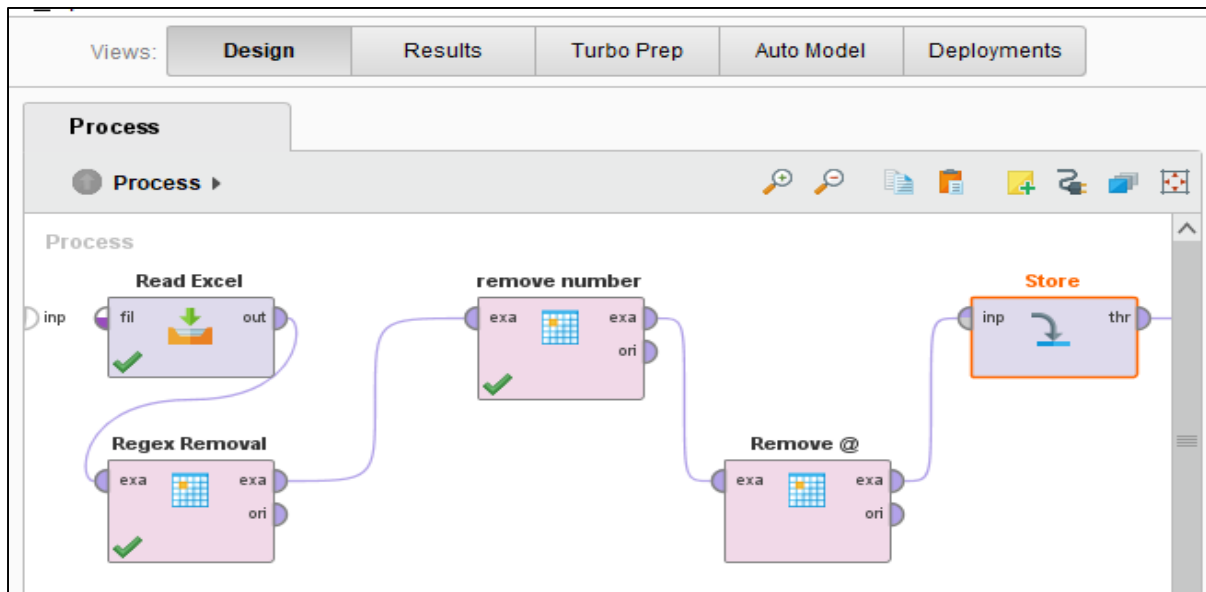 Views: Design Results Turbo Prep Auto Model Deployments
Process
Process
Process
Read Excel
inp fil out
remove number
exa exa
ori
Store
inp thr
Regex Removal
exa exa
ori
Remove @
exa exa
ori